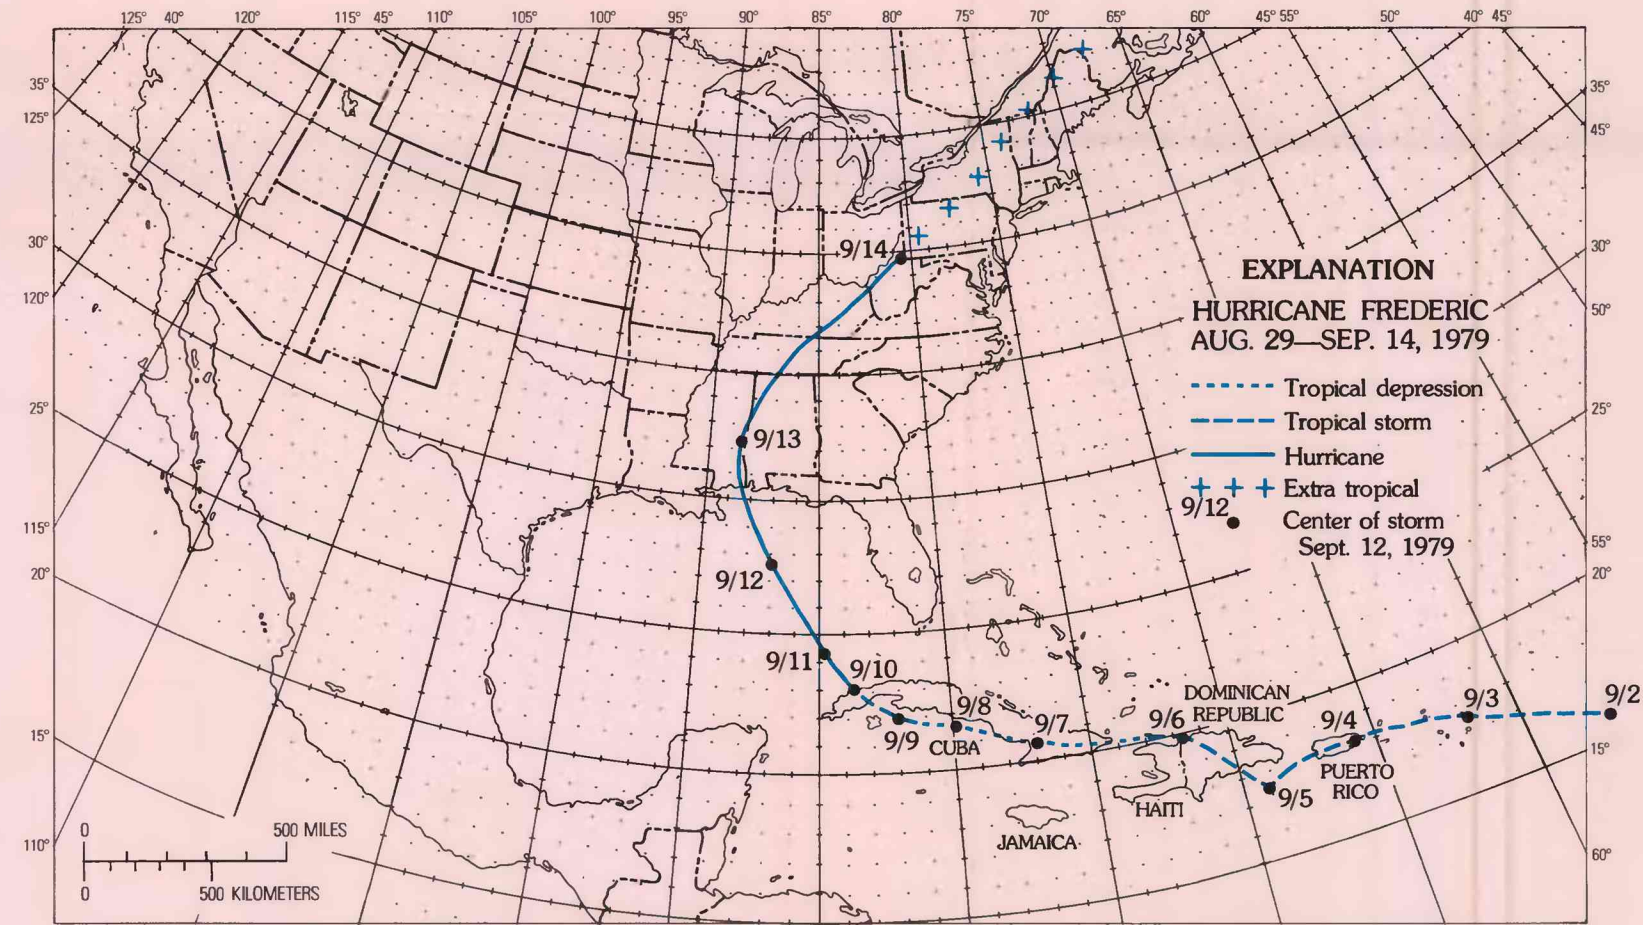 125° 40° 120° 115° 45° 110° 105° 100° 95° 90° 85° 80° 75° 70° 65° 60° 45° 55° 50° 40° 45°
35°
125°
30°
120°
25°
115°
20°
15°
110°
35°
45°
30°
50°
25°
55°
20°
15°
60°
EXPLANATION
HURRICANE FREDERIC
AUG. 29—SEP. 14, 1979
Tropical depression
Tropical storm
Hurricane
Extra tropical
9/12
Center of storm
Sept. 12, 1979
9/14
9/13
9/12
9/11
9/10
9/9
9/8
9/7
9/6
9/5
9/4
9/3
9/2
CUBA
DOMINICAN
REPUBLIC
HAITI
PUERTO
RICO
JAMAICA
0 500 MILES
0 500 KILOMETERS